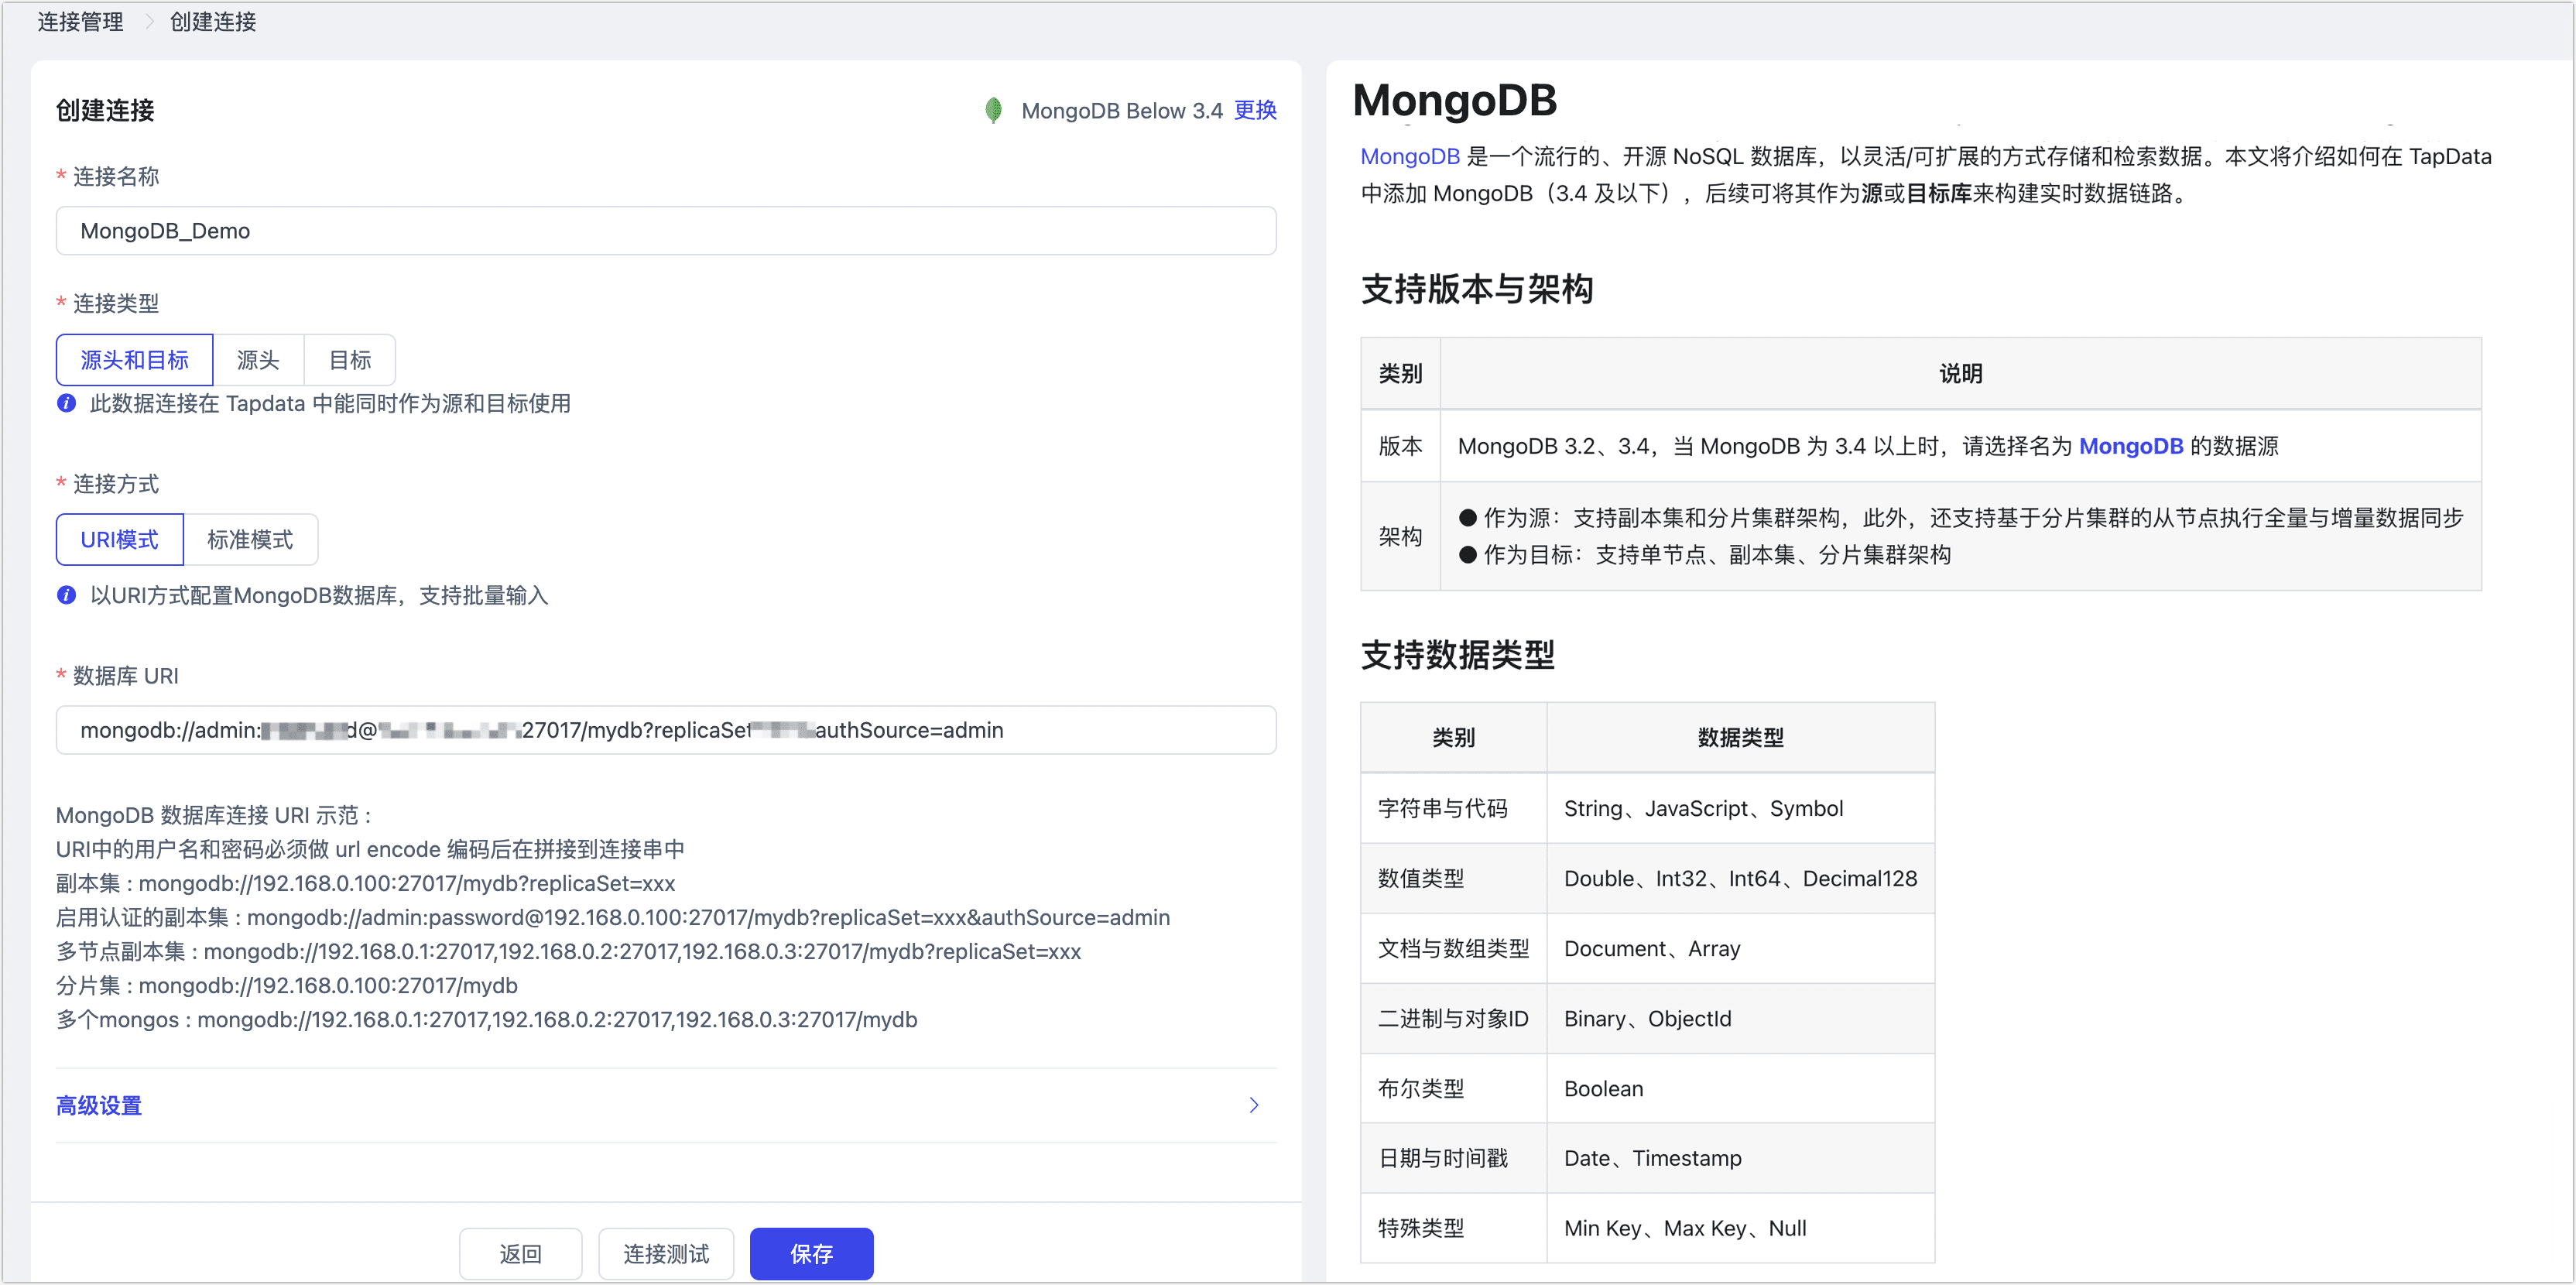 连接管理 > 创建连接
创建连接
MongoDB Below 3.4 更换
* 连接名称
MongoDB_Demo
* 连接类型
源头和目标 源头 目标
此数据连接在 Tapdata 中能同时作为源和目标使用
* 连接方式
URI模式 标准模式
以URI方式配置MongoDB数据库，支持批量输入
* 数据库 URI
mongodb://admin: d@ 27017/mydb?replicaSet authSource=admin
MongoDB 数据库连接 URI 示范 :
URI中的用户名和密码必须做 url encode 编码后在拼接到连接串中
副本集 : mongodb://192.168.0.100:27017/mydb?replicaSet=xxx
启用认证的副本集 : mongodb://admin:password@192.168.0.100:27017/mydb?replicaSet=xxx&authSource=admin
多节点副本集 : mongodb://192.168.0.1:27017,192.168.0.2:27017,192.168.0.3:27017/mydb?replicaSet=xxx
分片集 : mongodb://192.168.0.100:27017/mydb
多个mongos : mongodb://192.168.0.1:27017,192.168.0.2:27017,192.168.0.3:27017/mydb
高级设置
返回 连接测试 保存
MongoDB
MongoDB 是一个流行的、开源 NoSQL 数据库，以灵活/可扩展的方式存储和检索数据。本文将介绍如何在 TapData
中添加 MongoDB（3.4 及以下），后续可将其作为源或目标库来构建实时数据链路。
支持版本与架构
类别 说明
版本 MongoDB 3.2、3.4，当 MongoDB 为 3.4 以上时，请选择名为 MongoDB 的数据源
架构
● 作为源：支持副本集和分片集群架构，此外，还支持基于分片集群的从节点执行全量与增量数据同步
● 作为目标：支持单节点、副本集、分片集群架构
支持数据类型
类别 数据类型
字符串与代码 String、JavaScript、Symbol
数值类型 Double、Int32、Int64、Decimal128
文档与数组类型 Document、Array
二进制与对象ID Binary、ObjectId
布尔类型 Boolean
日期与时间戳 Date、Timestamp
特殊类型 Min Key、Max Key、Null